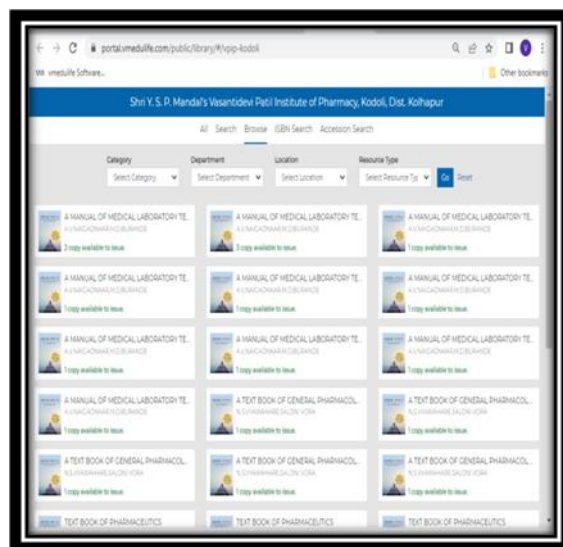 portal.vmedulife.com/public/library/#/vpip-kodoli
vmedulife Software...
Other bookmarks
Shri Y. S. P. Mandal's Vasantidevi Patil Institute of Pharmacy, Kodoli, Dist. Kolhapur
All Search Browse ISBN Search Accession Search
Category Department Location Resource Type
Select Category Select Department Select Location Select Resource Typ Go Reset
A MANUAL OF MEDICAL LABORATORY TE.. A MANUAL OF MEDICAL LABORATORY TE.. A MANUAL OF MEDICAL LABORATORY TE..
2 copy available to issue. 3 copy available to issue. 1 copy available to issue.
A MANUAL OF MEDICAL LABORATORY TE.. A MANUAL OF MEDICAL LABORATORY TE.. A MANUAL OF MEDICAL LABORATORY TE..
1 copy available to issue. 1 copy available to issue. 1 copy available to issue.
A MANUAL OF MEDICAL LABORATORY TE.. A MANUAL OF MEDICAL LABORATORY TE.. A MANUAL OF MEDICAL LABORATORY TE..
1 copy available to issue. 1 copy available to issue. 1 copy available to issue.
A MANUAL OF MEDICAL LABORATORY TE.. A TEXT BOOK OF GENERAL PHARMACOL.. A TEXT BOOK OF GENERAL PHARMACOL..
1 copy available to issue. 1 copy available to issue. 1 copy available to issue.
A TEXT BOOK OF GENERAL PHARMACOL.. A TEXT BOOK OF GENERAL PHARMACOL.. A TEXT BOOK OF GENERAL PHARMACOL..
1 copy available to issue. 1 copy available to issue. 1 copy available to issue.
TEXT BOOK OF PHARMACEUTICS TEXT BOOK OF PHARMACEUTICS TEXT BOOK OF PHARMACEUTICS